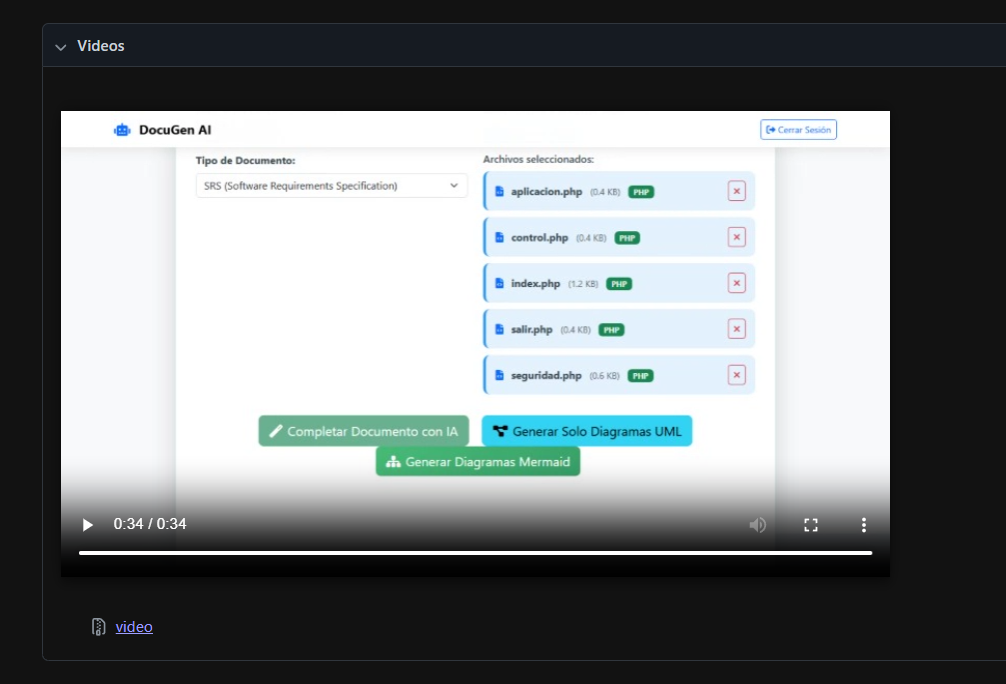 Videos
DocuGen AI
Cerrar Sesión
Tipo de Documento:
SRS (Software Requirements Specification)
Archivos seleccionados:
aplicacion.php (0.4 KB) PHP
control.php (0.4 KB) PHP
index.php (1.2 KB) PHP
salir.php (0.4 KB) PHP
seguridad.php (0.6 KB) PHP
Completar Documento con IA
Generar Solo Diagramas UML
Generar Diagramas Mermaid
0:34 / 0:34
video